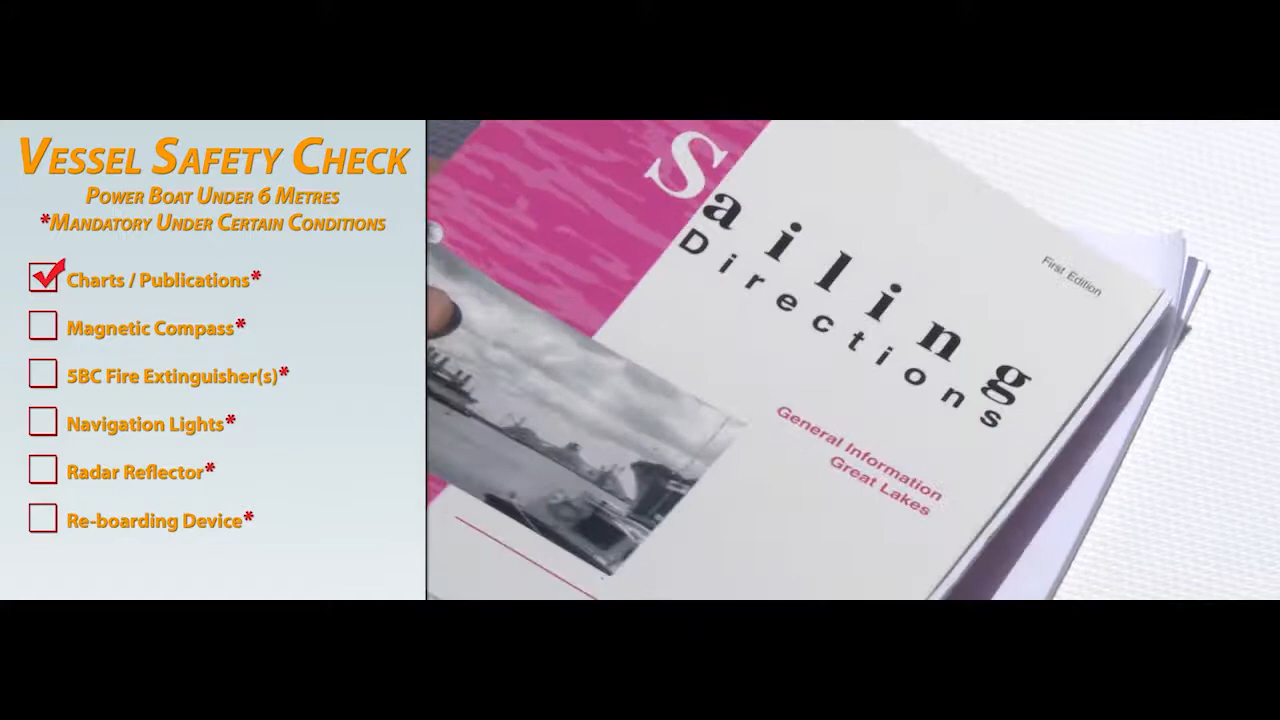 Vessel Safety Check
Power Boat Under 6 Metres
*Mandatory Under Certain Conditions
Charts / Publications*
Magnetic Compass*
5BC Fire Extinguisher(s)*
Navigation Lights*
Radar Reflector*
Re-boarding Device*
Sailing
Directions
First Edition
General Information
Great Lakes